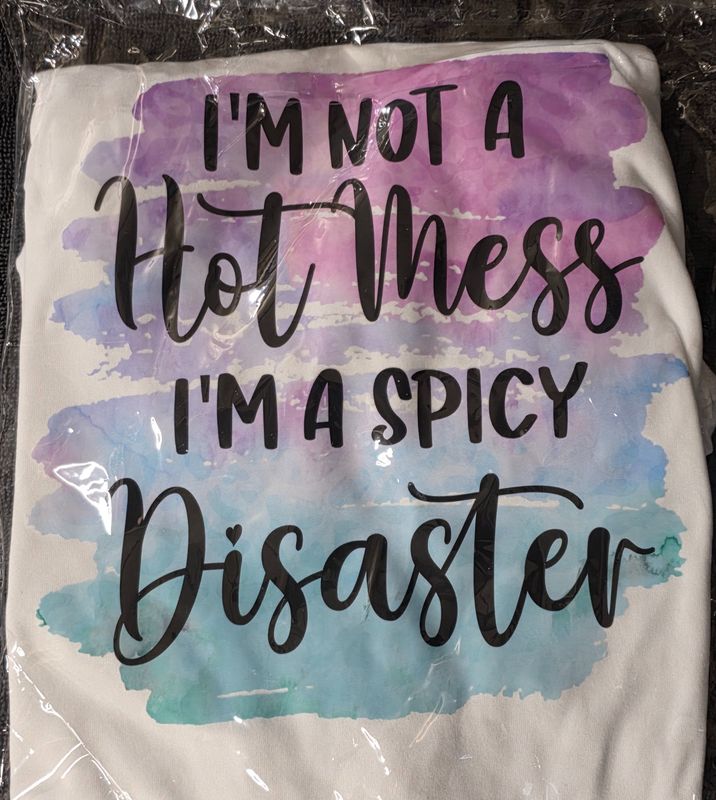 I'M NOT A
Hot Mess
I'M A SPICY
Disaster